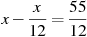 x - x/12 = 55/12